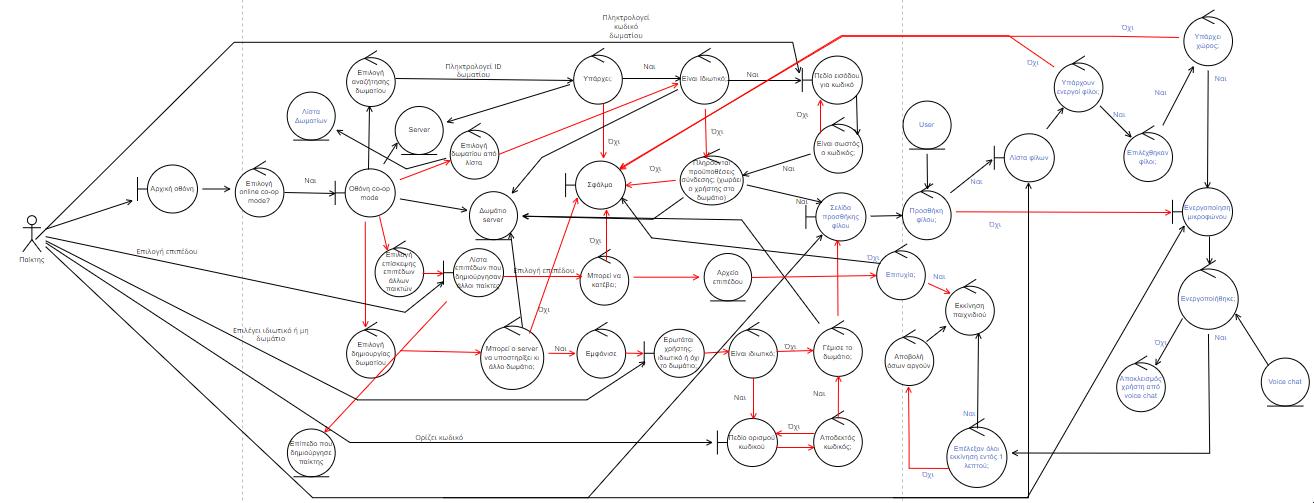 Πληκτρολογεί
κωδικό
δωματίου
Όχι
Υπάρχει
χώρος;
Επιλογή
αναζήτησης
δωματίου
Πληκτρολογεί ID
δωματίου
Υπάρχει;
Ναι
Είναι Ιδιωτικό;
Ναι
Πεδίο εισόδου
για κωδικό
Όχι
Υπάρχουν
ενεργοί φίλοι;
Ναι
Ναι
Λίστα
Δωματίων
Server
Επιλογή
δωματίου από
λίστα
Όχι
Όχι
Όχι
Είναι σωστός
ο κωδικός;
User
Ναι
Επιλέχθηκαν
φίλοι;
Λίστα φίλων
Αρχική οθόνη
Επιλογή
online co-op
mode?
Ναι
Οθόνη co-op
mode
Σφάλμα
Όχι
Πληρούνται
προϋποθέσεις
σύνδεσης; (χωράει
ο χρήστης στο
δωμάτιο)
Ναι
Ναι
Ναι
Σελίδα
προσθήκης
φίλου
Προσθήκη
φίλου;
Όχι
Ενεργοποίηση
μικροφώνου
Δωμάτιο
server
Παίκτης
Επιλογή επιπέδου
Επιλογή
επίσκεψης
επιπέδων
άλλων
παικτών
Λίστα
επιπέδων που
δημιούργησαν
άλλοι παίκτες
Επιλογή επιπέδου
Όχι
Μπορεί να
κατέβει;
Αρχείο
επιπέδου
Όχι
Επιτυχία;
Ναι
Εκκίνηση
παιχνιδιού
Ενεργοποιήθηκε;
Επιλέγει ιδιωτικό ή μη
δωμάτιο
Όχι
Επιλογή
δημιουργίας
δωματίου
Μπορεί ο server
να υποστηρίξει κι
άλλο δωμάτιο;
Ναι
Εμφάνισε
Ερωτάται
χρήστης:
ιδιωτικό ή όχι
το δωμάτιο;
Είναι ιδιωτικό;
Όχι
Γέμισε το
δωμάτιο;
Αποβολή
όσων αργούν
Όχι
Ναι
Αποκλεισμός
χρήστη από
voice chat
Voice chat
Ναι
Ναι
Ναι
Ορίζει κωδικό
Επίπεδο που
δημιούργησε
παίκτης
Πεδίο ορισμού
κωδικού
Όχι
Αποδεκτός
κωδικός;
Επέλεξαν όλοι
εκκίνηση εντός 1
λεπτού;
Όχι